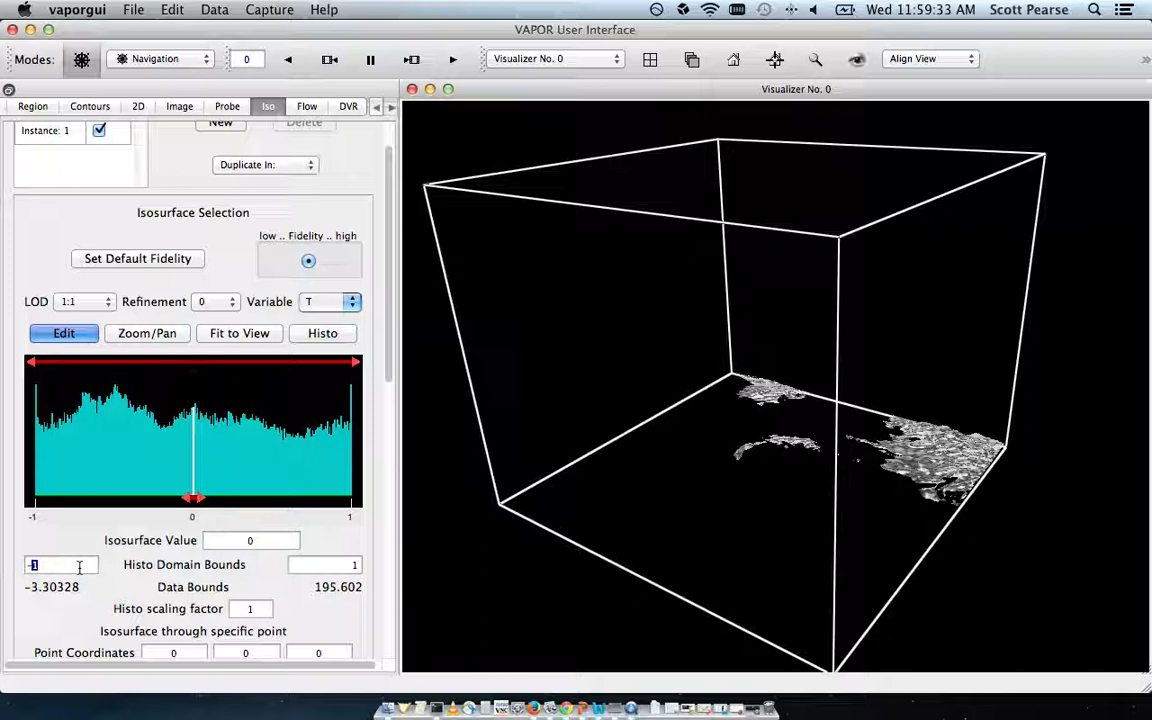 vaporgui File Edit Data Capture Help Wed 11:59:33 AM Scott Pearse
VAPOR User Interface
Modes: Navigation 0 Visualizer No. 0 Align View
Visualizer No. 0
Region Contours 2D Image Probe Iso Flow DVR
New Delete
Instance: 1
Duplicate In:
Isosurface Selection
low .. Fidelity .. high
Set Default Fidelity
LOD 1:1 Refinement 0 Variable T
Edit Zoom/Pan Fit to View Histo
-1 0 1
Isosurface Value 0
-1 Histo Domain Bounds 1
-3.30328 Data Bounds 195.602
Histo scaling factor 1
Isosurface through specific point
Point Coordinates 0 0 0